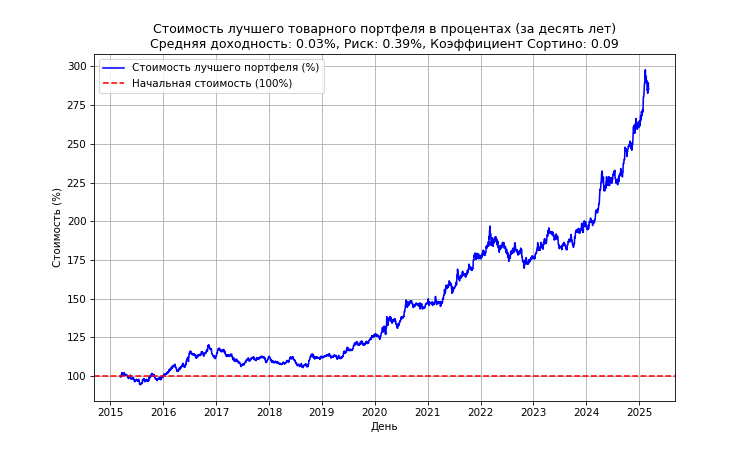 Стоимость лучшего товарного портфеля в процентах (за десять лет)
Средняя доходность: 0.03%, Риск: 0.39%, Коэффициент Сортино: 0.09
Стоимость лучшего портфеля (%)
Начальная стоимость (100%)
Стоимость (%)
300
275
250
225
200
175
150
125
100
2015 2016 2017 2018 2019 2020 2021 2022 2023 2024 2025
День